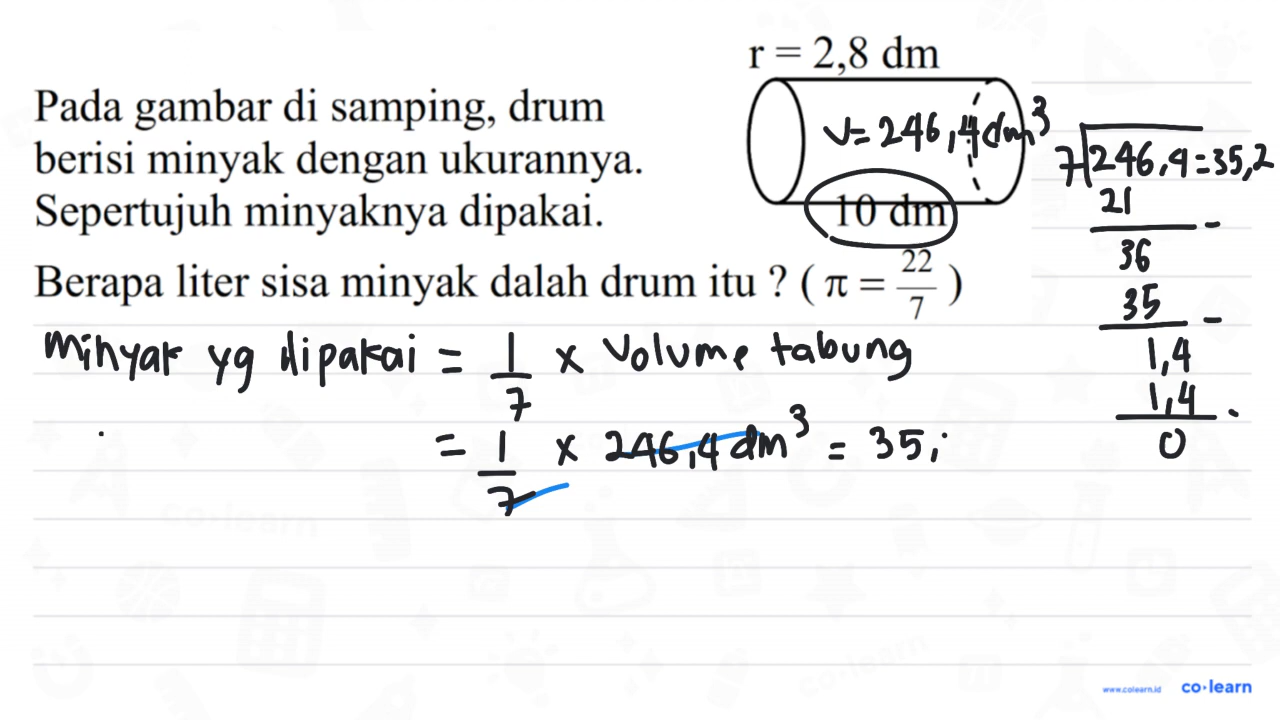 r = 2,8 dm
Pada gambar di samping, drum
berisi minyak dengan ukurannya.
Sepertujuh minyaknya dipakai.
V = 246,4 dm³
10 dm
Berapa liter sisa minyak dalah drum itu ? ( π = 22/7 )
7 246,4 = 35,2
21 -
36
35 -
1,4
1,4 -
0
Minyak yg dipakai = 1/7 x Volume tabung
= 1/7 x 246,4 dm³ = 35,
www.colearn.id co·learn